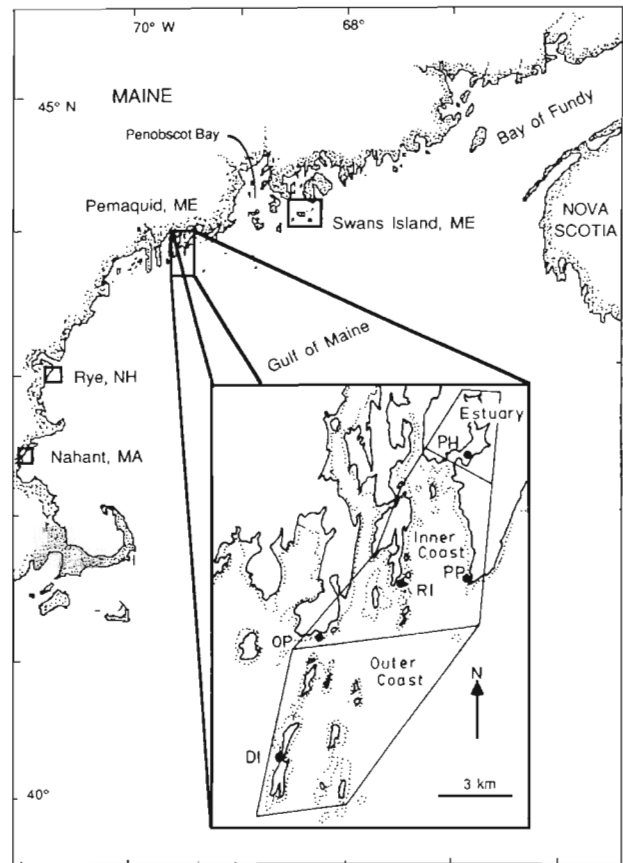 70° W
68°
45° N
MAINE
Bay of Fundy
Penobscot Bay
Pemaquid, ME
Swans Island, ME
NOVA
SCOTIA
Gulf of Maine
Rye, NH
Nahant, MA
Estuary
PH
Inner
Coast
PP
RI
OP
Outer
Coast
N
DI
3 km
40°